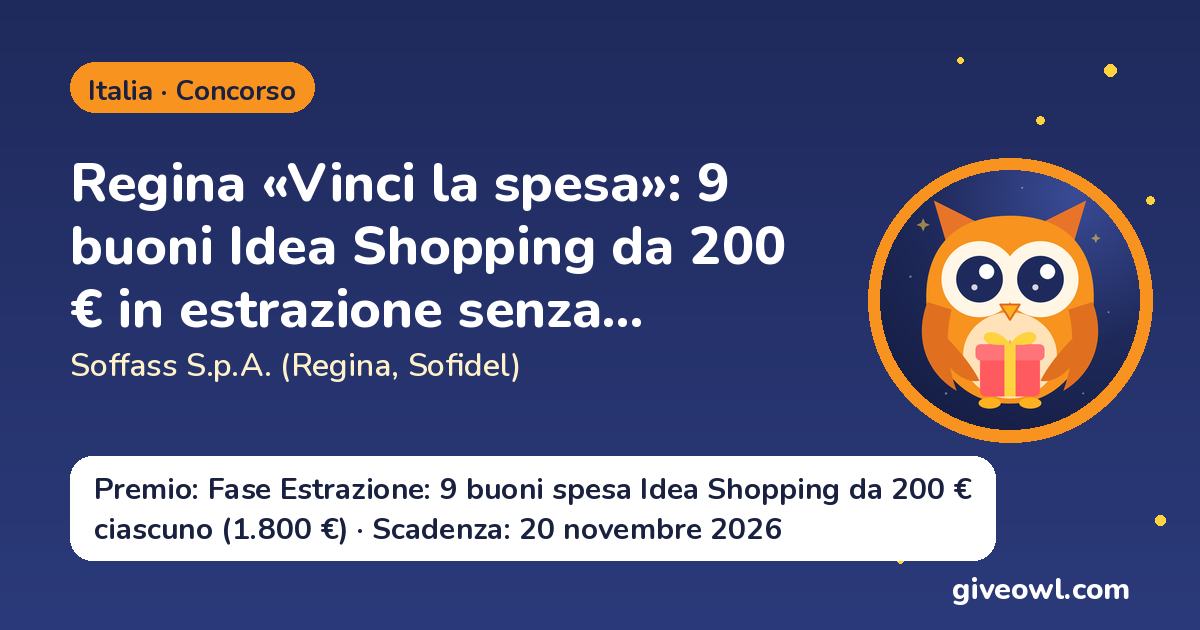 Italia · Concorso
Regina «Vinci la spesa»: 9
buoni Idea Shopping da 200
€ in estrazione senza...
Soffass S.p.A. (Regina, Sofidel)
Premio: Fase Estrazione: 9 buoni spesa Idea Shopping da 200 €
ciascuno (1.800 €) · Scadenza: 20 novembre 2026
giveowl.com